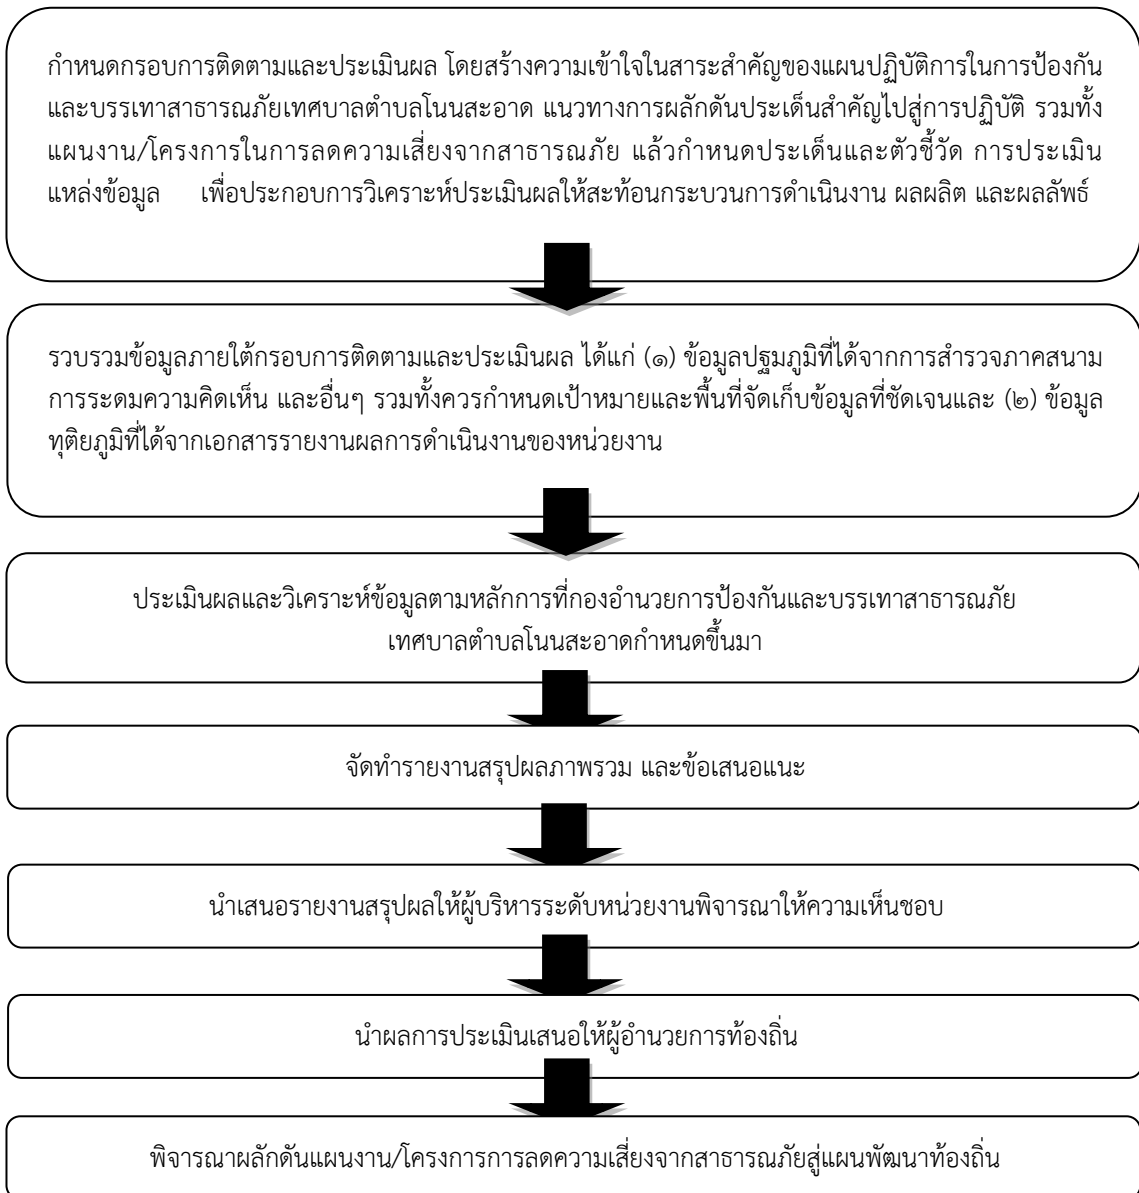 กำหนดกรอบการติดตามและประเมินผล โดยสร้างความเข้าใจในสาระสำคัญของแผนปฏิบัติการในการป้องกัน
และบรรเทาสาธารณภัยเทศบาลตำบลโนนสะอาด แนวทางการผลักดันประเด็นสำคัญไปสู่การปฏิบัติ รวมทั้ง
แผนงาน/โครงการในการลดความเสี่ยงจากสาธารณภัย แล้วกำหนดประเด็นและตัวชี้วัด การประเมิน
แหล่งข้อมูล เพื่อประกอบการวิเคราะห์ประเมินผลให้สะท้อนกระบวนการดำเนินงาน ผลผลิต และผลลัพธ์
รวบรวมข้อมูลภายใต้กรอบการติดตามและประเมินผล ได้แก่ (๑) ข้อมูลปฐมภูมิที่ได้จากการสำรวจภาคสนาม
การระดมความคิดเห็น และอื่นๆ รวมทั้งควรกำหนดเป้าหมายและพื้นที่จัดเก็บข้อมูลที่ชัดเจนและ (๒) ข้อมูล
ทุติยภูมิที่ได้จากเอกสารรายงานผลการดำเนินงานของหน่วยงาน
ประเมินผลและวิเคราะห์ข้อมูลตามหลักการที่กองอำนวยการป้องกันและบรรเทาสาธารณภัย
เทศบาลตำบลโนนสะอาดกำหนดขึ้นมา
จัดทำรายงานสรุปผลภาพรวม และข้อเสนอแนะ
นำเสนอรายงานสรุปผลให้ผู้บริหารระดับหน่วยงานพิจารณาให้ความเห็นชอบ
นำผลการประเมินเสนอให้ผู้อำนวยการท้องถิ่น
พิจารณาผลักดันแผนงาน/โครงการการลดความเสี่ยงจากสาธารณภัยสู่แผนพัฒนาท้องถิ่น